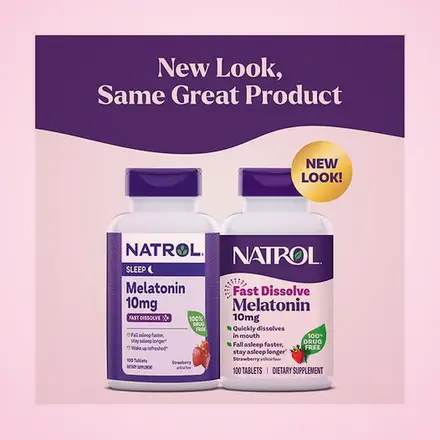 New Look,
Same Great Product
NEW
LOOK!
NATROL®
SLEEP
Melatonin
10mg
FAST DISSOLVE
Fall asleep faster,
stay asleep longer
Wake up refreshed
100%
DRUG
FREE
100 Tablets
DIETARY SUPPLEMENT
Strawberry
NATROL
Fast Dissolve
Melatonin
10mg
Quickly dissolves
in mouth
Fall asleep faster,
stay asleep longer
Strawberry
100%
DRUG
FREE
100 TABLETS | DIETARY SUPPLEMENT